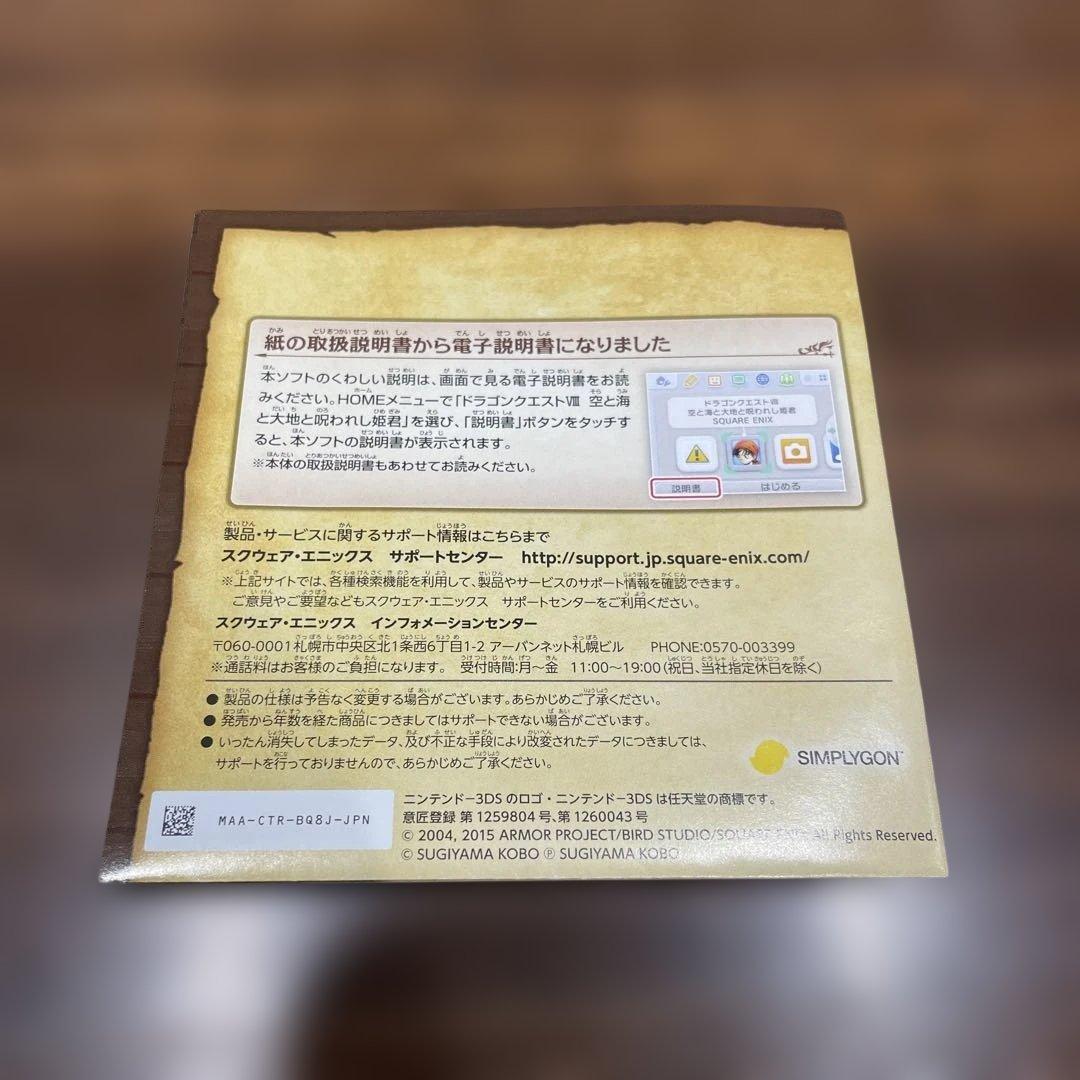 紙の取扱説明書から電子説明書になりました
本ソフトのくわしい説明は、画面で見る電子説明書をお読
みください。HOMEメニューで「ドラゴンクエストⅧ 空と海
と大地と呪われし姫君」を選び、「説明書」ボタンをタッチす
ると、本ソフトの説明書が表示されます。
※本体の取扱説明書もあわせてお読みください。
ドラゴンクエストⅧ
空と海と大地と呪われし姫君
SQUARE ENIX
説明書
はじめる
製品・サービスに関するサポート情報はこちらまで
スクウェア・エニックス サポートセンター http://support.jp.square-enix.com/
※上記サイトでは、各種検索機能を利用して、製品やサービスのサポート情報を確認できます。
ご意見やご要望などもスクウェア・エニックス サポートセンターをご利用ください。
スクウェア・エニックス インフォメーションセンター
〒060-0001 札幌市中央区北1条西6丁目1-2 アーバンネット札幌ビル PHONE:0570-003399
※通話料はお客様のご負担になります。 受付時間:月～金 11:00～19:00(祝日、当社指定休日を除く)
● 製品の仕様は予告なく変更する場合がございます。あらかじめご了承ください。
● 発売から年数を経た商品につきましてはサポートできない場合がございます。
● いったん消失してしまったデータ、及び不正な手段により改変されたデータにつきましては、
サポートを行っておりませんので、あらかじめご了承ください。
SIMPLYGON™
MAA-CTR-BQ8J-JPN
ニンテンドー3DS のロゴ・ニンテンドー3DS は任天堂の商標です。
意匠登録 第 1259804 号、第 1260043 号
© 2004, 2015 ARMOR PROJECT/BIRD STUDIO/SQUARE ENIX All Rights Reserved.
© SUGIYAMA KOBO ℗ SUGIYAMA KOBO